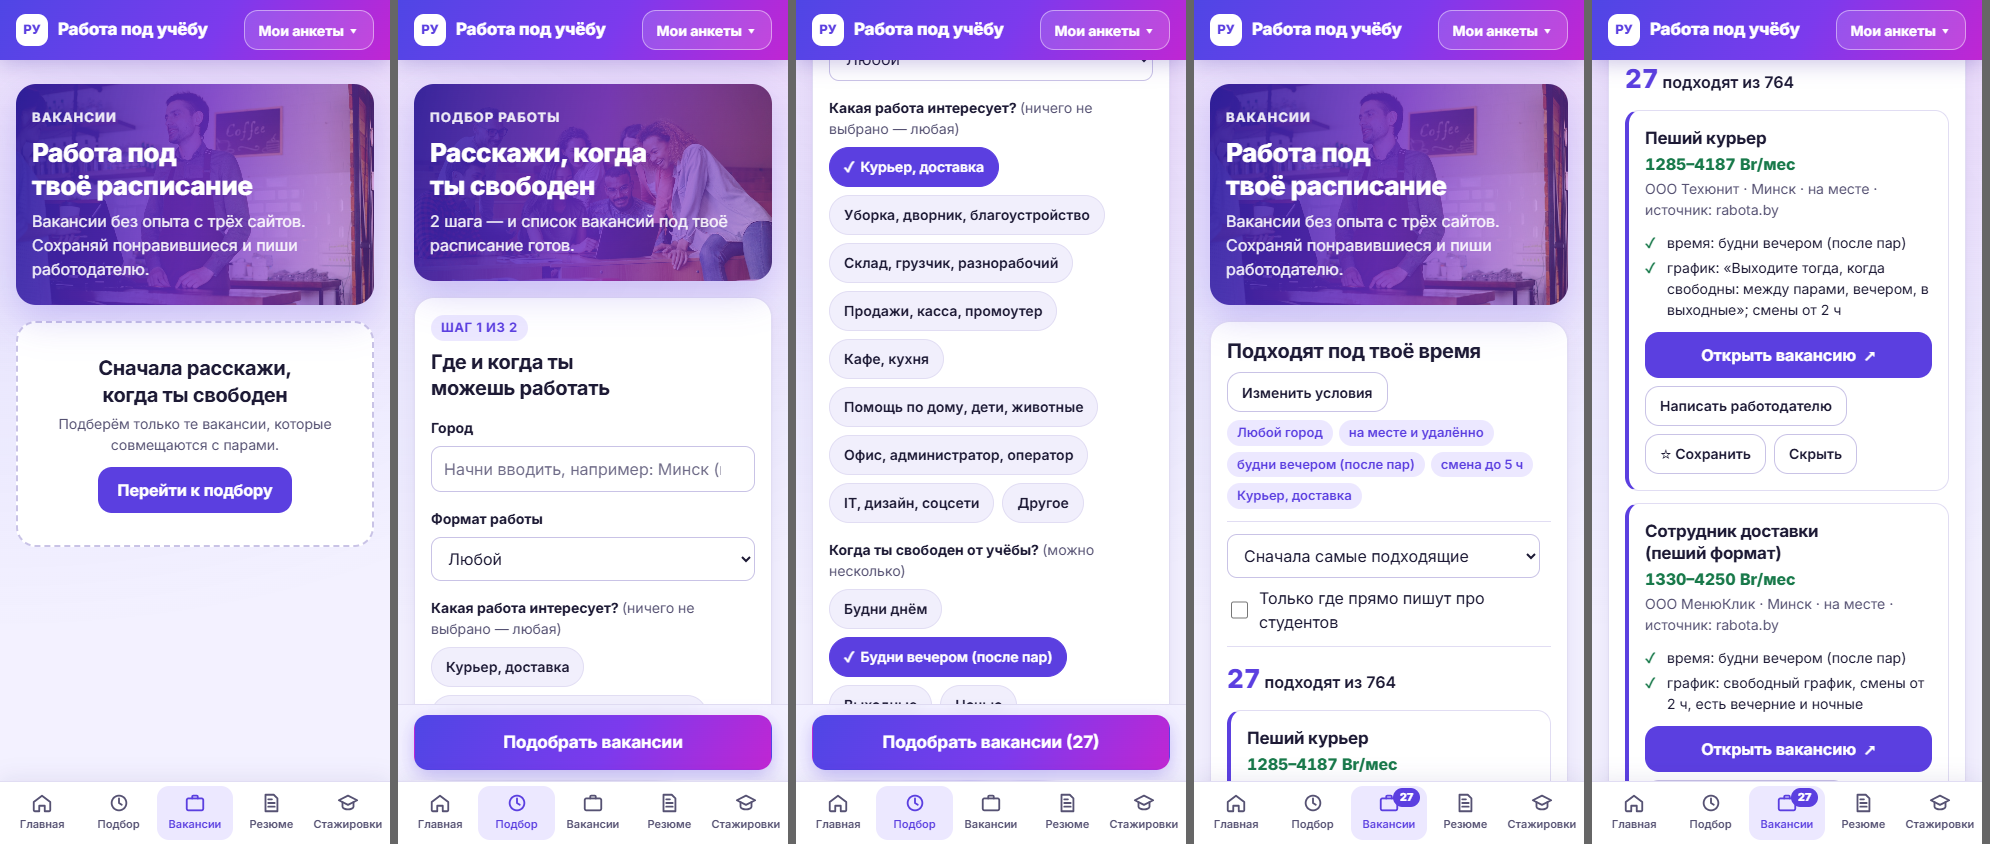 РУ Работа под учёбу Мои анкеты
ВАКАНСИИ
Coffee
Работа под
твоё расписание
Вакансии без опыта с трёх сайтов.
Сохраняй понравившиеся и пиши
работодателю.
Сначала расскажи,
когда ты свободен
Подберём только те вакансии, которые
совмещаются с парами.
Перейти к подбору
Главная Подбор Вакансии Резюме Стажировки
РУ Работа под учёбу Мои анкеты
ПОДБОР РАБОТЫ
Расскажи, когда
ты свободен
2 шага — и список вакансий под твоё
расписание готов.
ШАГ 1 ИЗ 2
Где и когда ты
можешь работать
Город
Начни вводить, например: Минск (
Формат работы
Любой
Какая работа интересует? (ничего не
выбрано — любая)
Курьер, доставка
Подобрать вакансии
Главная Подбор Вакансии Резюме Стажировки
РУ Работа под учёбу Мои анкеты
Любой
Какая работа интересует? (ничего не
выбрано — любая)
✓ Курьер, доставка
Уборка, дворник, благоустройство
Склад, грузчик, разнорабочий
Продажи, касса, промоутер
Кафе, кухня
Помощь по дому, дети, животные
Офис, администратор, оператор
IT, дизайн, соцсети Другое
Когда ты свободен от учёбы? (можно
несколько)
Будни днём
✓ Будни вечером (после пар)
Выходные Ночью
Подобрать вакансии (27)
Главная Подбор Вакансии Резюме Стажировки
РУ Работа под учёбу Мои анкеты
ВАКАНСИИ
Coffee
Работа под
твоё расписание
Вакансии без опыта с трёх сайтов.
Сохраняй понравившиеся и пиши
работодателю.
Подходят под твоё время
Изменить условия
Любой город на месте и удалённо
будни вечером (после пар) смена до 5 ч
Курьер, доставка
Сначала самые подходящие
Только где прямо пишут про
студентов
27 подходят из 764
Пеший курьер
1285–4187 Br/мес
27
Главная Подбор Вакансии Резюме Стажировки
РУ Работа под учёбу Мои анкеты
27 подходят из 764
Пеший курьер
1285–4187 Br/мес
ООО Техюнит · Минск · на месте ·
источник: rabota.by
✓ время: будни вечером (после пар)
✓ график: «Выходите тогда, когда
свободны: между парами, вечером, в
выходные»; смены от 2 ч
Открыть вакансию ↗
Написать работодателю
☆ Сохранить Скрыть
Сотрудник доставки
(пеший формат)
1330–4250 Br/мес
ООО МенюКлик · Минск · на месте ·
источник: rabota.by
✓ время: будни вечером (после пар)
✓ график: свободный график, смены от
2 ч, есть вечерние и ночные
Открыть вакансию ↗
27
Главная Подбор Вакансии Резюме Стажировки